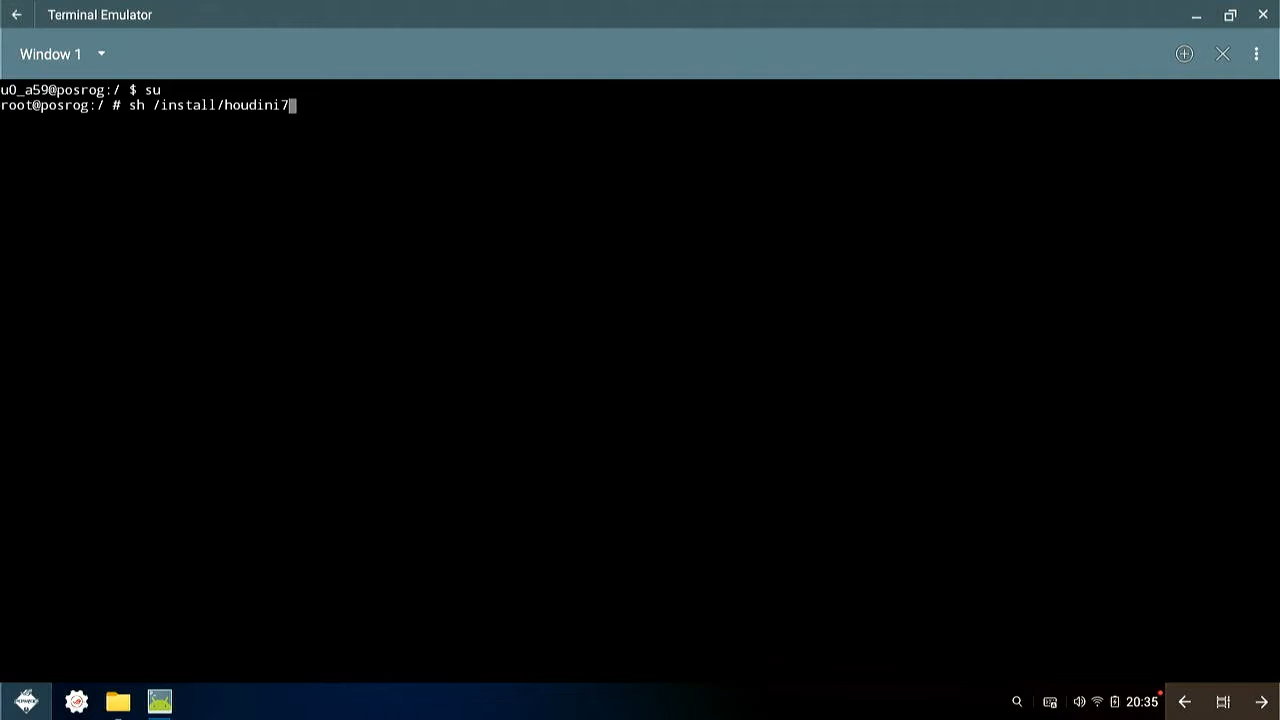 Terminal Emulator
Window 1
u0_a59@posrog:/ $ su
root@posrog:/ # sh /install/houdini7
20:35